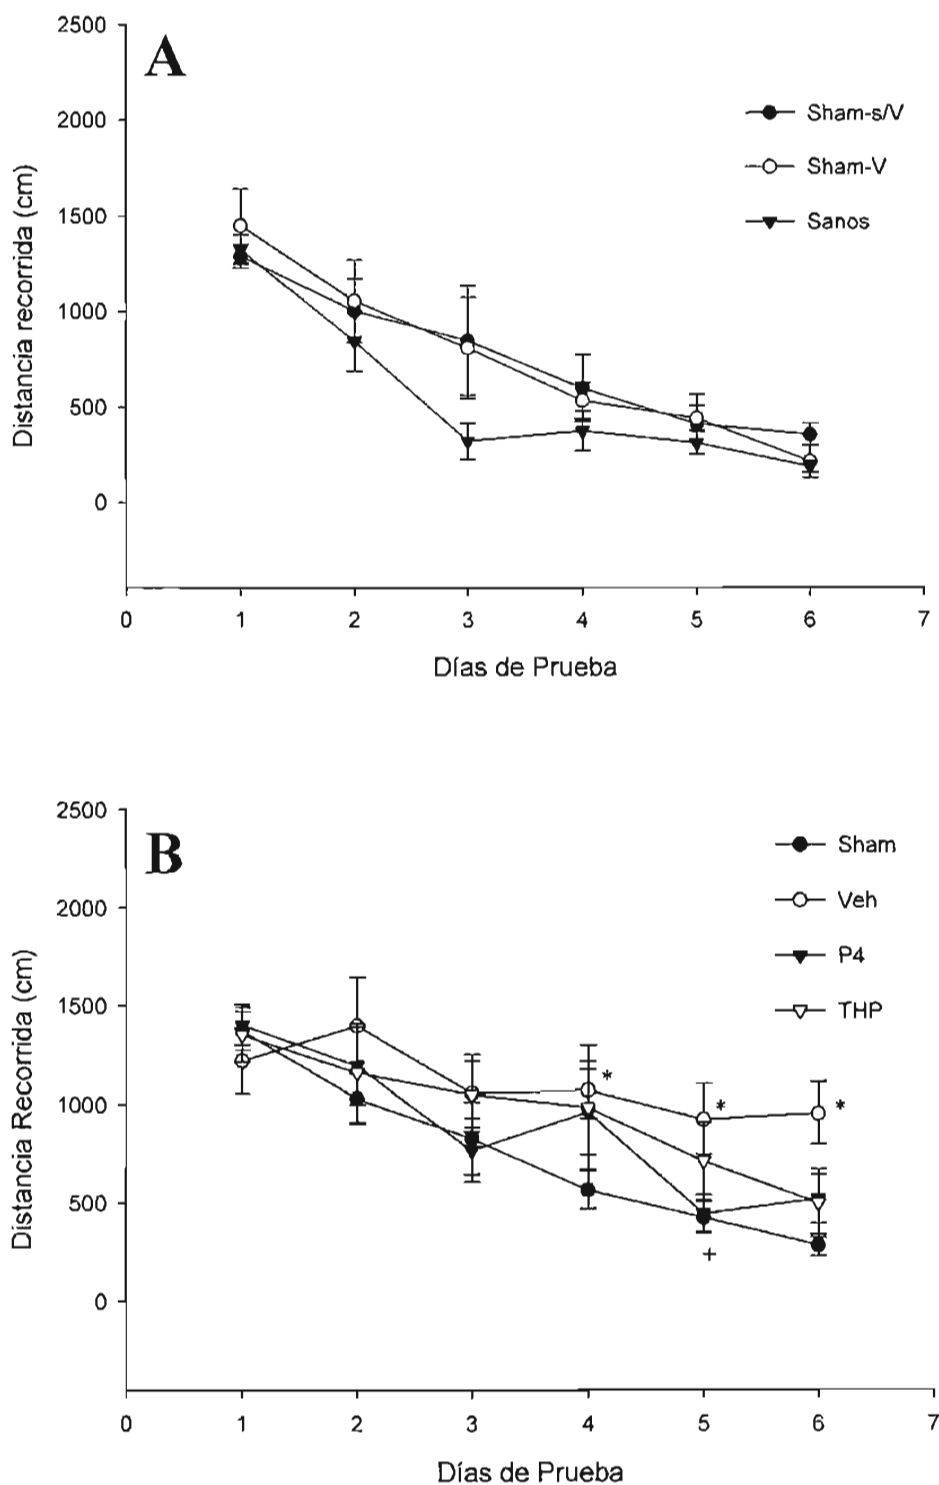 2500
A
2000
1500
1000
500
0
Distancia recorrida (cm)
Sham-s/V
Sham-V
Sanos
0 1 2 3 4 5 6 7
Días de Prueba
2500
B
2000
1500
1000
500
0
Distancia Recorrida (cm)
Sham
Veh
P4
THP
*
*
*
+
0 1 2 3 4 5 6 7
Días de Prueba